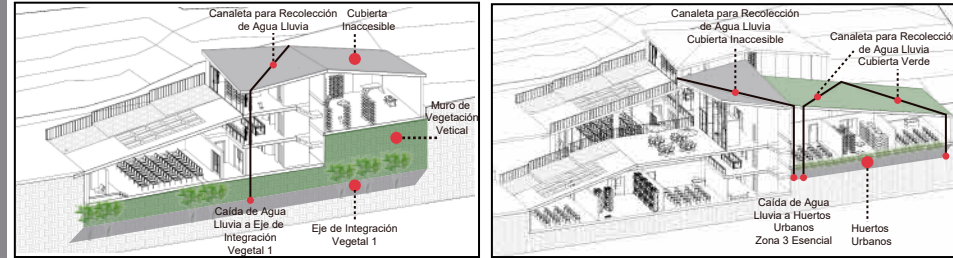 Canaleta para Recolección
de Agua Lluvia
Cubierta
Inaccesible
Muro de
Vegetación
Vetical
Caída de Agua
Lluvia a Eje de
Integración
Vegetal 1
Eje de Integración
Vegetal 1
Canaleta para Recolección
de Agua Lluvia
Cubierta Inaccesible
Canaleta para Recolección
de Agua Lluvia
Cubierta Verde
Caída de Agua
Lluvia a Huertos
Urbanos
Zona 3 Esencial
Huertos
Urbanos